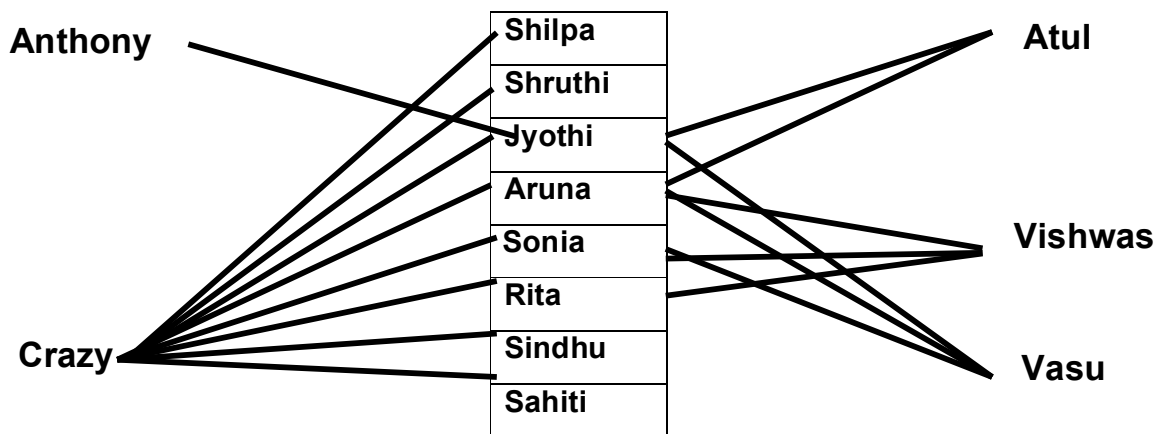 Anthony
Crazy
Shilpa
Shruthi
Jyothi
Aruna
Sonia
Rita
Sindhu
Sahiti
Atul
Vishwas
Vasu